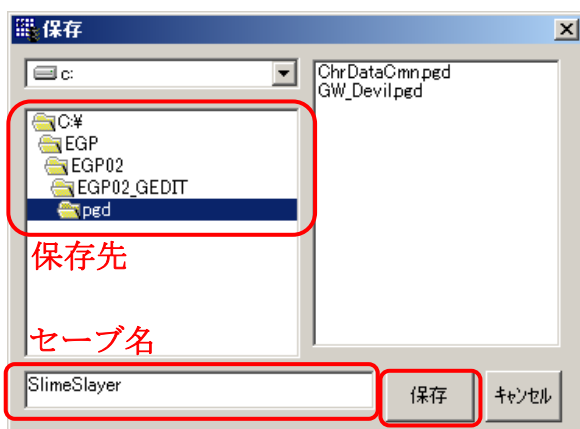 保存
c:
C:¥
EGP
EGP02
EGP02_GEDIT
pgd
保存先
セーブ名
ChrDataCmn.pgd
GW_Devil.pgd
SlimeSlayer
保存
キャンセル